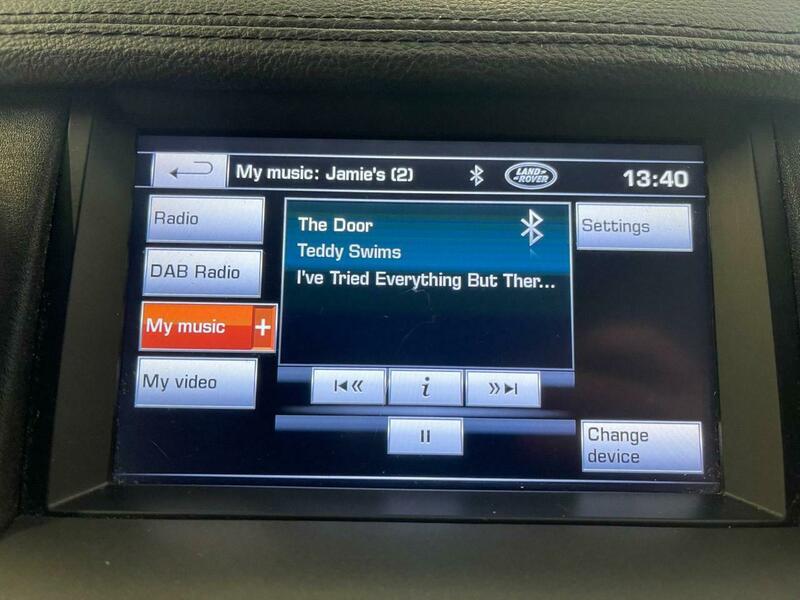 My music: Jamie's (2)
LAND-
-ROVER
13:40
Radio
DAB Radio
My music +
My video
The Door
Teddy Swims
I've Tried Everything But Ther...
i
Settings
Change
device